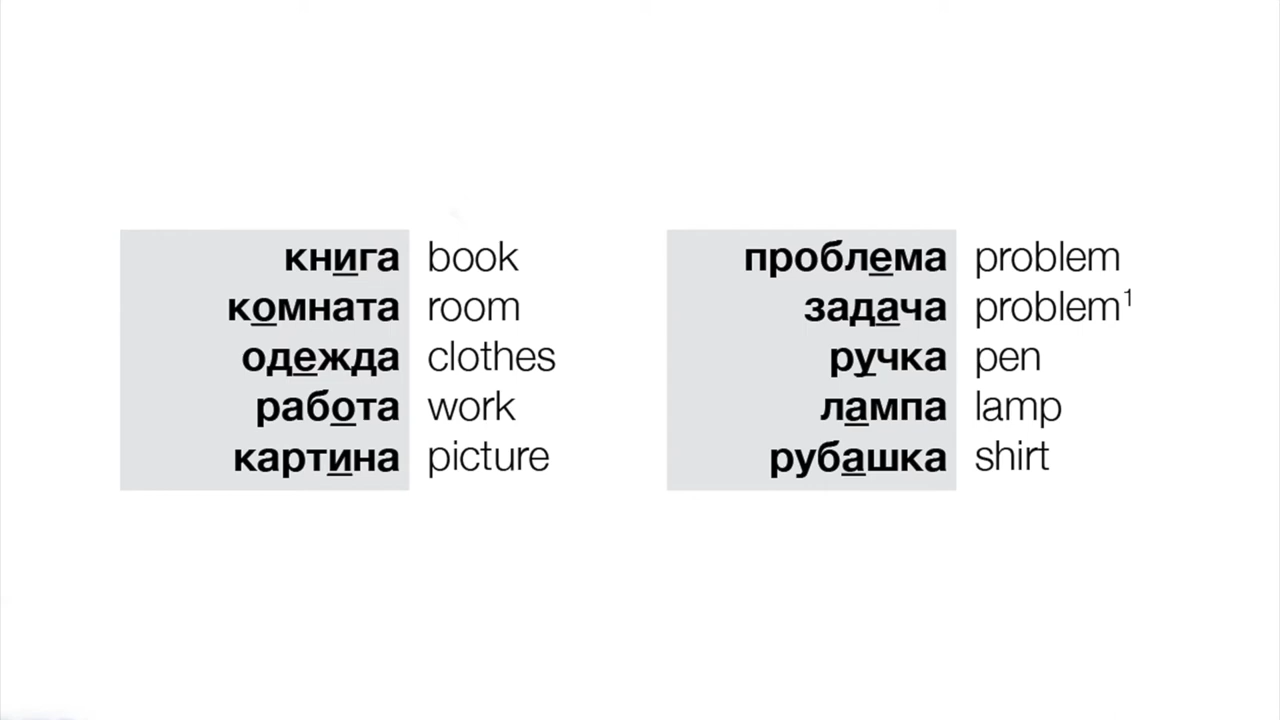 книга book
комната room
одежда clothes
работа work
картина picture
проблема problem
задача problem¹
ручка pen
лампа lamp
рубашка shirt